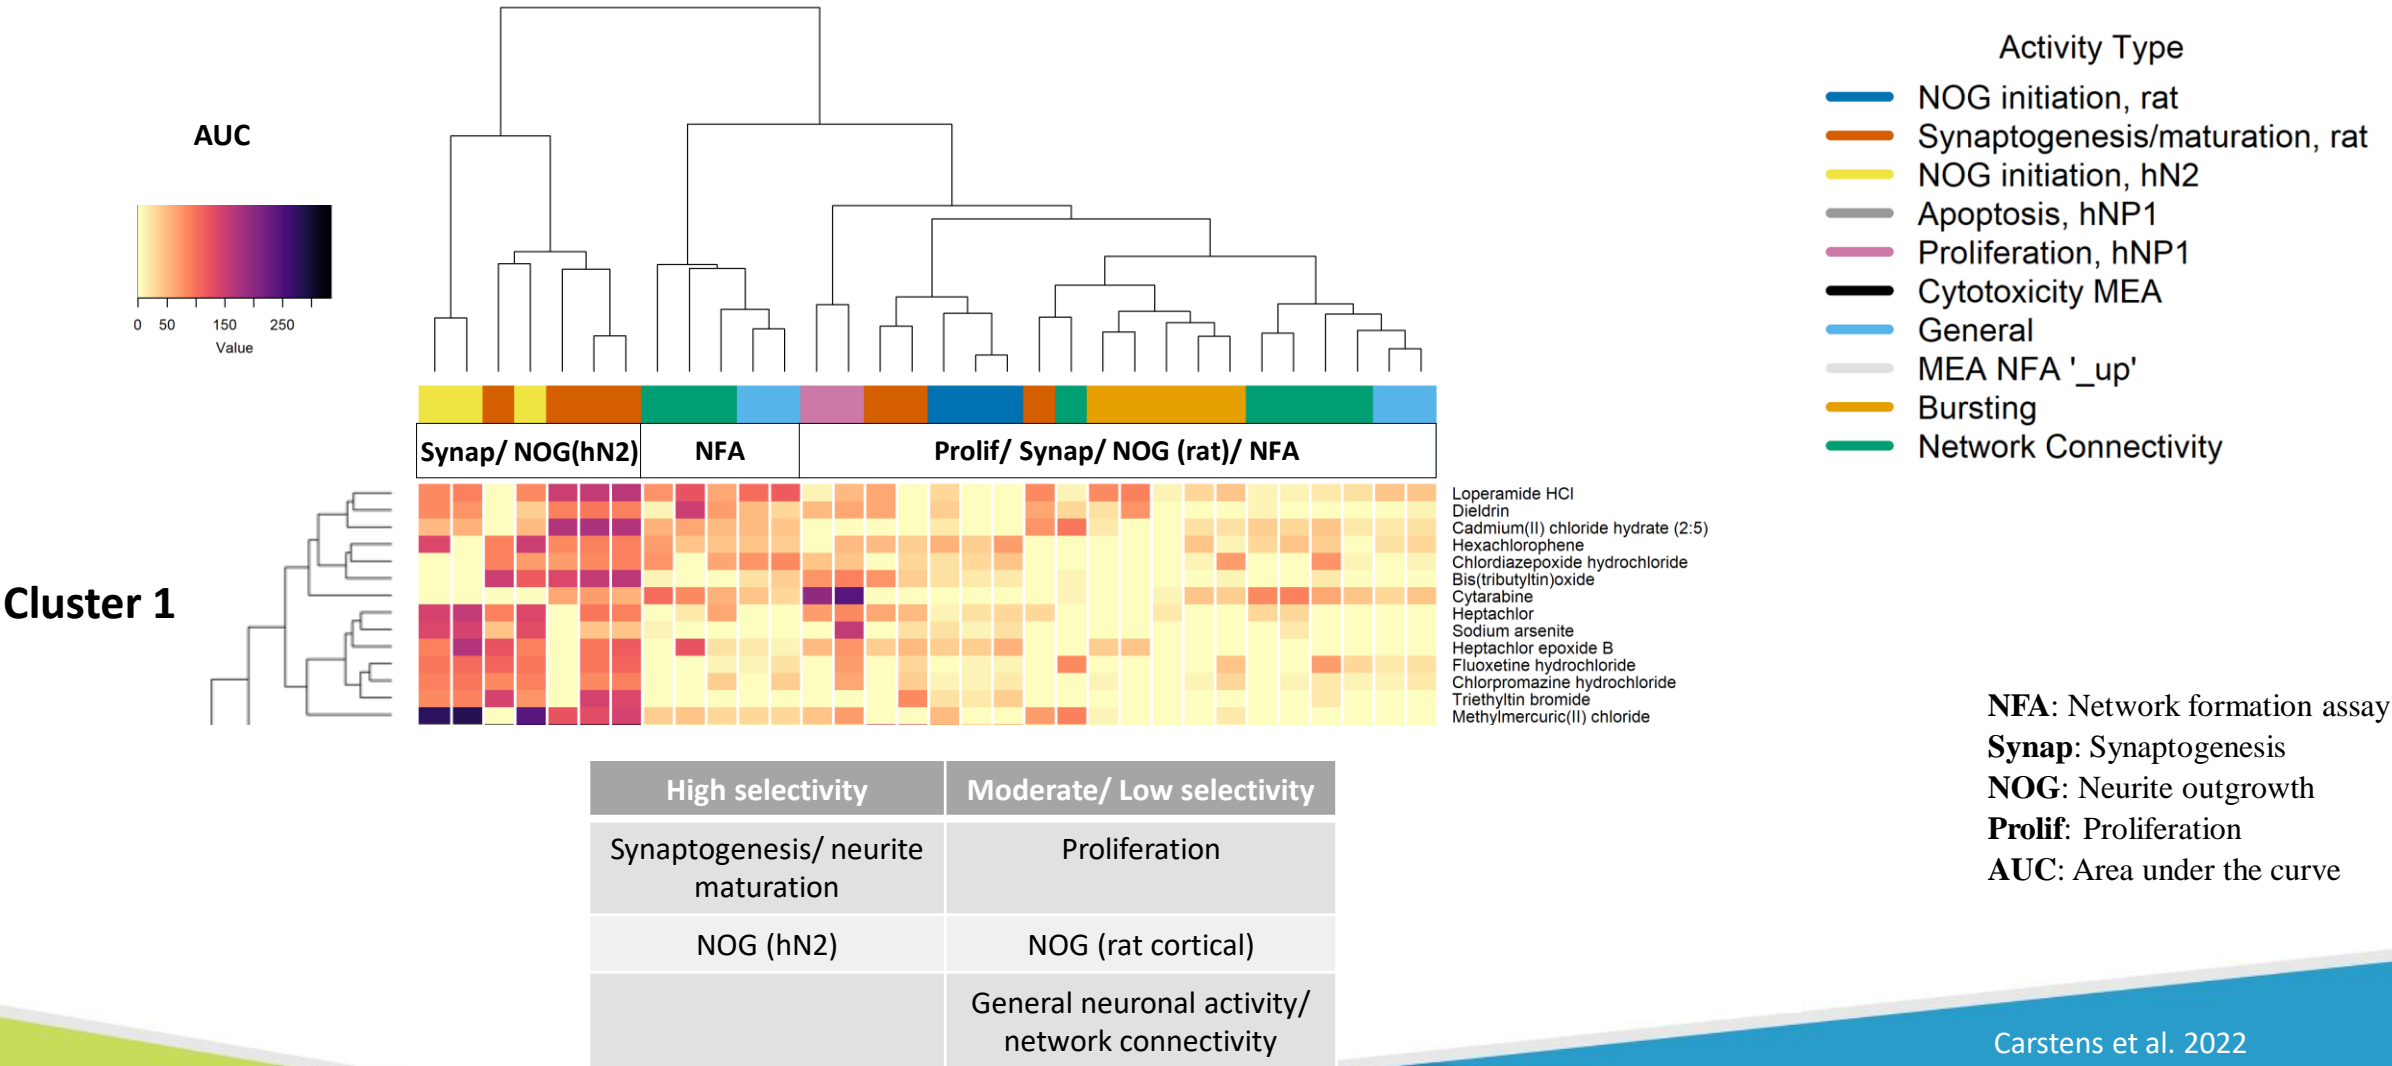 AUC
0 50 150 250
Value
Activity Type
NOG initiation, rat
Synaptogenesis/maturation, rat
NOG initiation, hN2
Apoptosis, hNP1
Proliferation, hNP1
Cytotoxicity MEA
General
MEA NFA '_up'
Bursting
Network Connectivity
Synap/ NOG(hN2)
NFA
Prolif/ Synap/ NOG (rat)/ NFA
Cluster 1
Loperamide HCl
Dieldrin
Cadmium(II) chloride hydrate (2:5)
Hexachlorophene
Chlordiazepoxide hydrochloride
Bis(tributyltin)oxide
Cytarabine
Heptachlor
Sodium arsenite
Heptachlor epoxide B
Fluoxetine hydrochloride
Chlorpromazine hydrochloride
Triethyltin bromide
Methylmercuric(II) chloride
NFA: Network formation assay
Synap: Synaptogenesis
NOG: Neurite outgrowth
Prolif: Proliferation
AUC: Area under the curve
High selectivity
Moderate/ Low selectivity
Synaptogenesis/ neurite
maturation
Proliferation
NOG (hN2)
NOG (rat cortical)
General neuronal activity/
network connectivity
Carstens et al. 2022